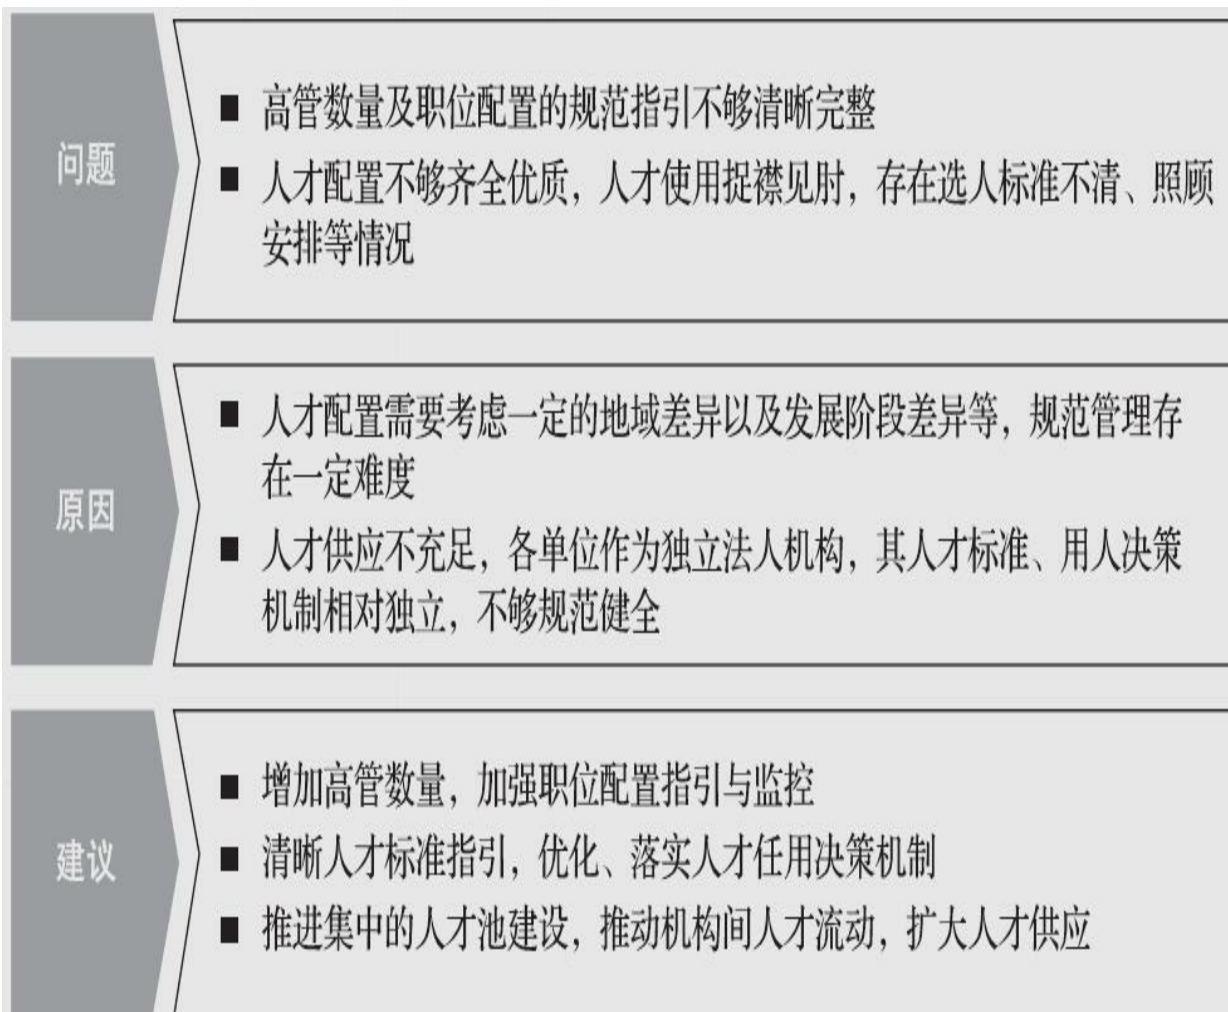 问题
■ 高管数量及职位配置的规范指引不够清晰完整
■ 人才配置不够齐全优质，人才使用捉襟见肘，存在选人标准不清、照顾
安排等情况
原因
■ 人才配置需要考虑一定的地域差异以及发展阶段差异等，规范管理存
在一定难度
■ 人才供应不充足，各单位作为独立法人机构，其人才标准、用人决策
机制相对独立，不够规范健全
建议
■ 增加高管数量，加强职位配置指引与监控
■ 清晰人才标准指引，优化、落实人才任用决策机制
■ 推进集中的人才池建设，推动机构间人才流动，扩大人才供应